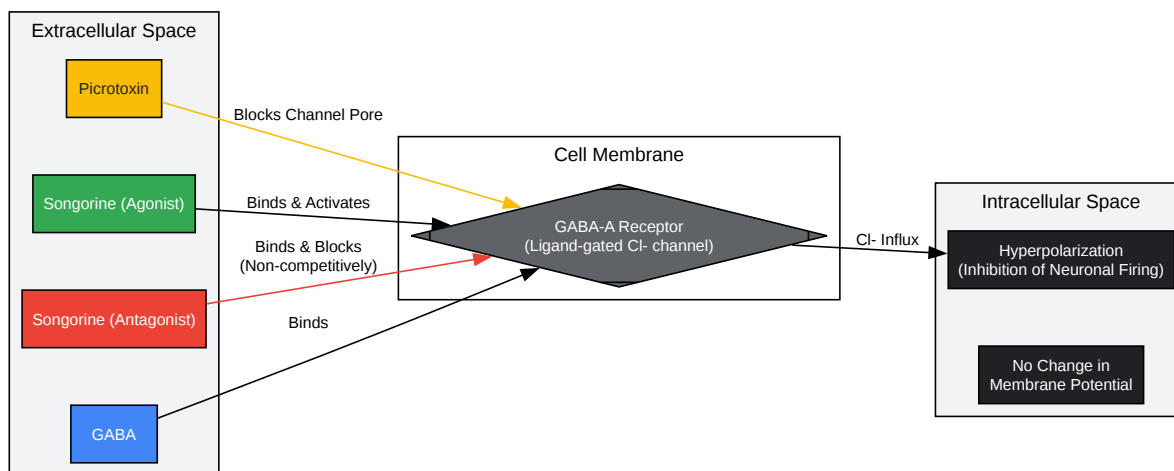 Extracellular Space
Picrotoxin
Songorine (Agonist)
Songorine (Antagonist)
GABA
Blocks Channel Pore
Binds & Activates
Binds & Blocks
(Non-competitively)
Binds
Cell Membrane
GABA-A Receptor
(Ligand-gated Cl- channel)
Cl- Influx
Intracellular Space
Hyperpolarization
(Inhibition of Neuronal Firing)
No Change in
Membrane Potential